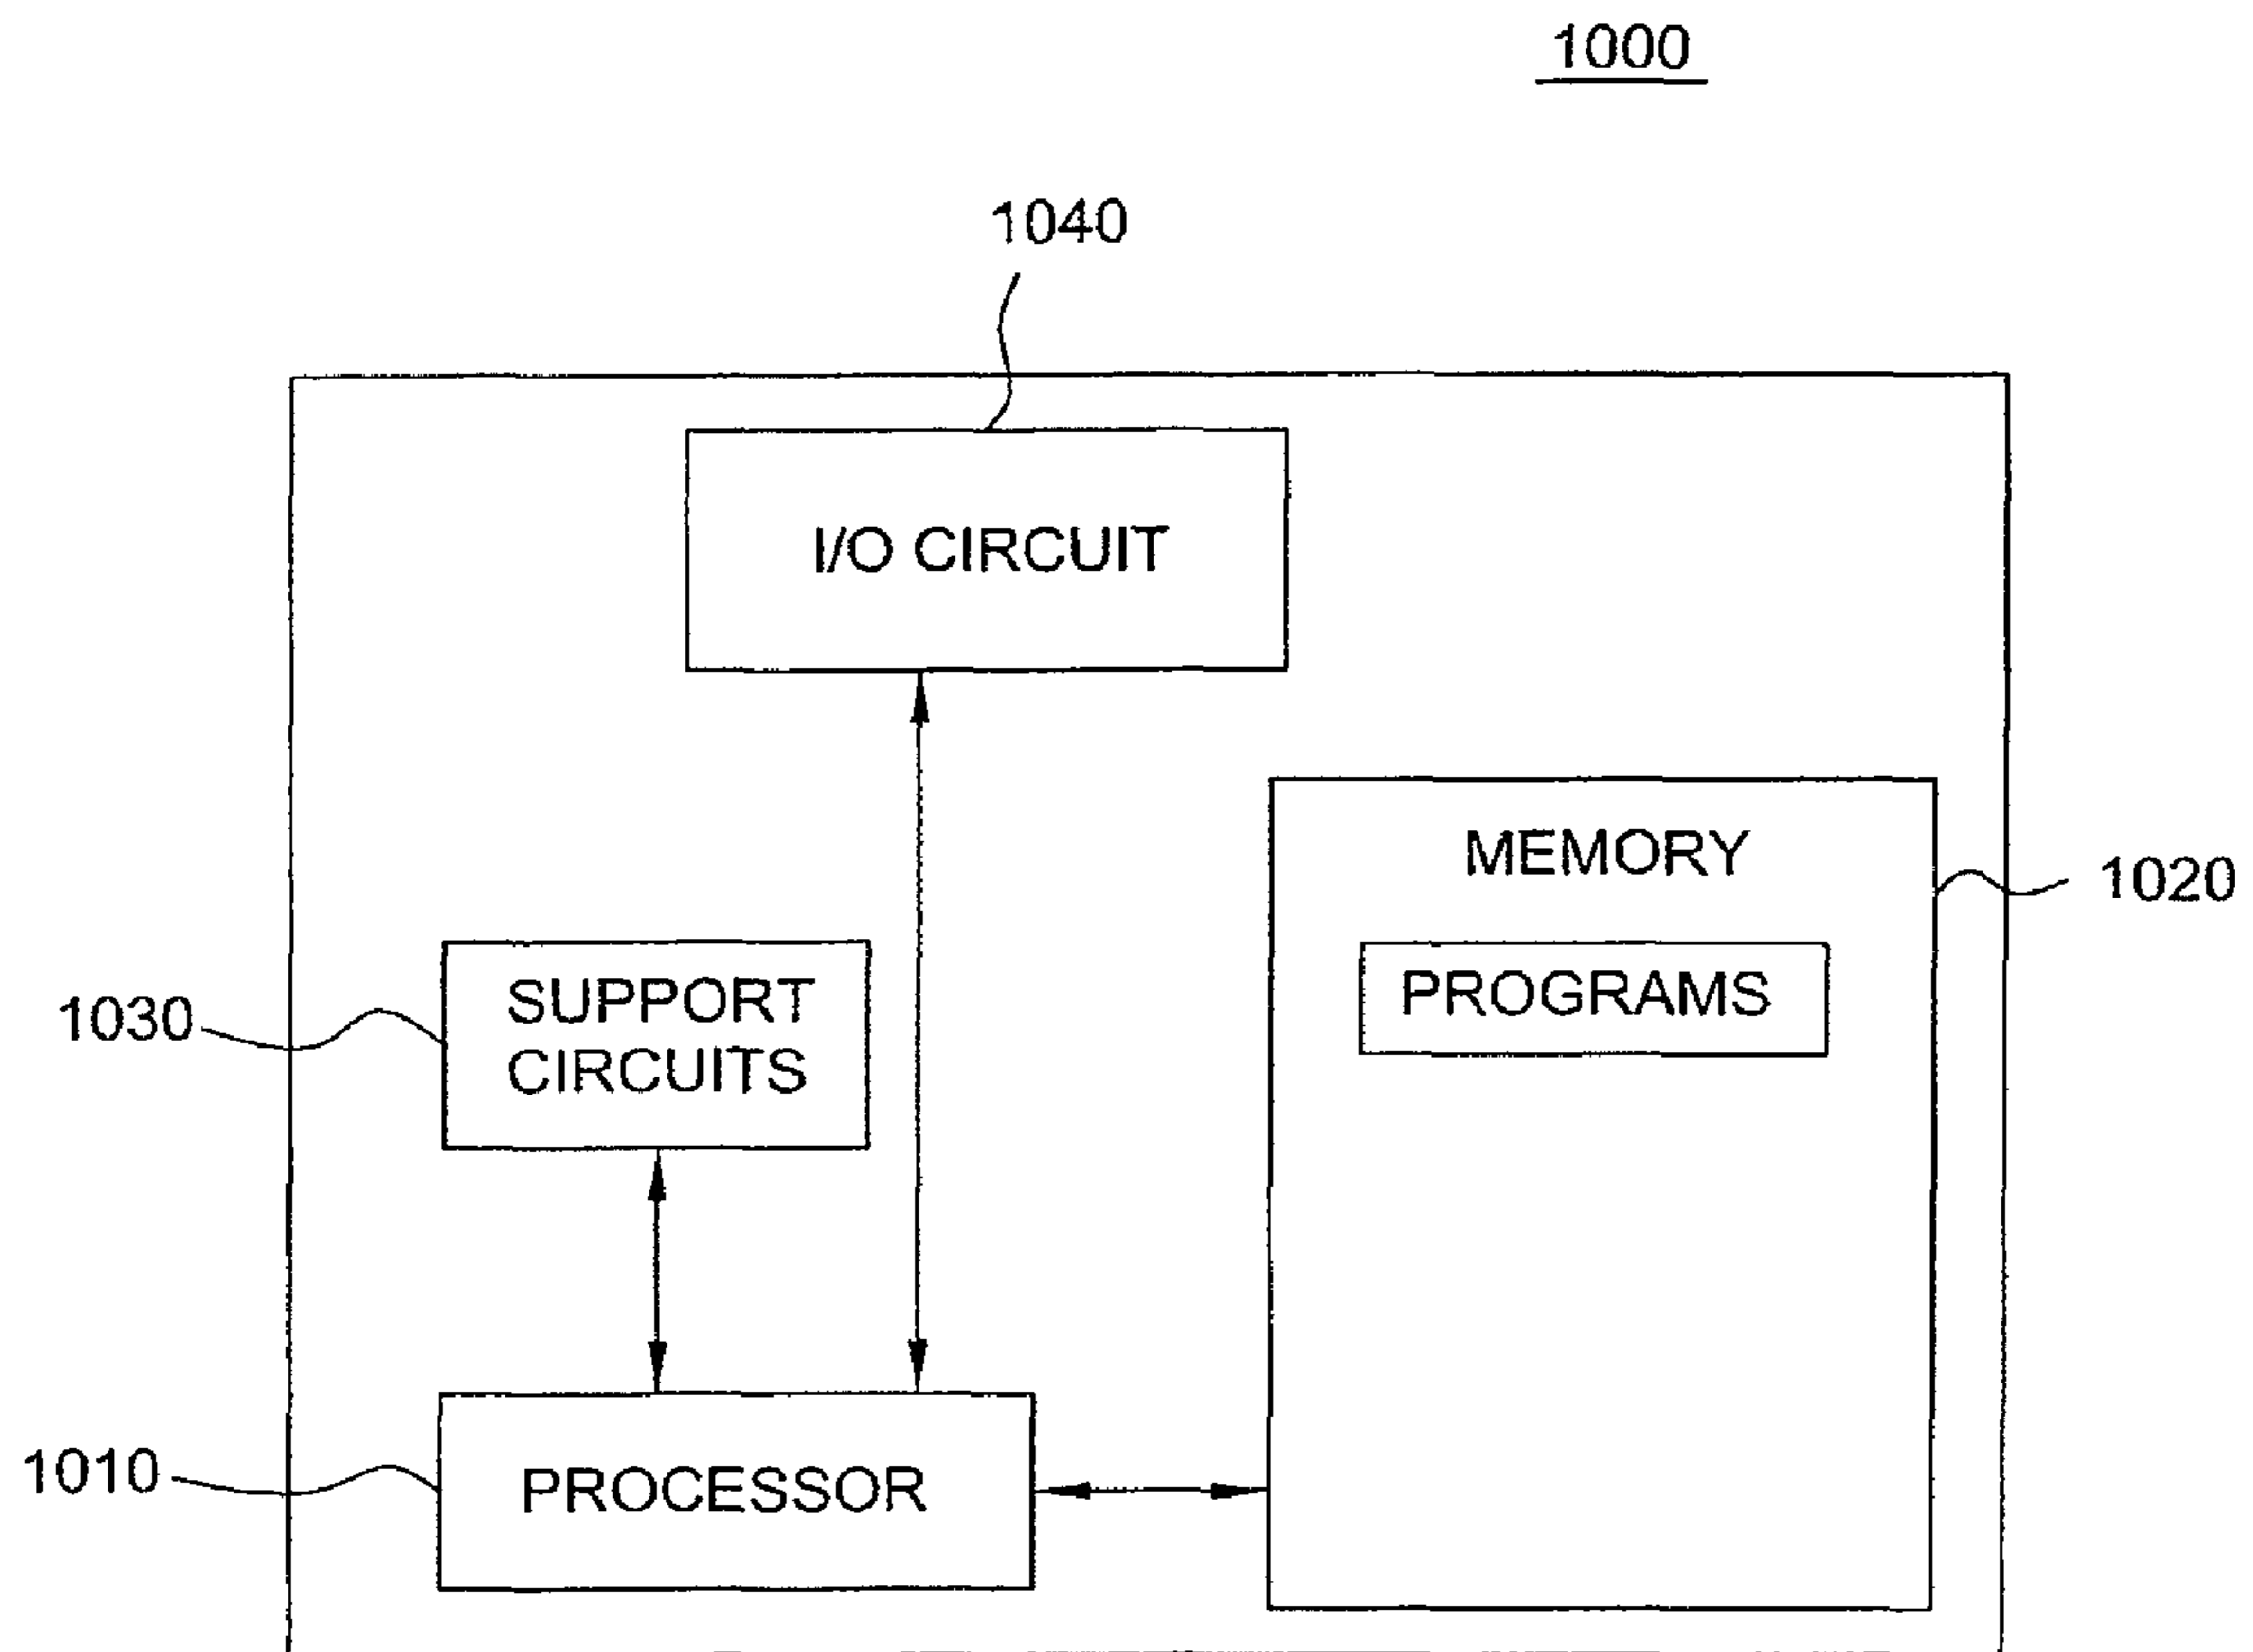 1000
1040
I/O CIRCUIT
MEMORY
1020
PROGRAMS
1030
SUPPORT
CIRCUITS
1010
PROCESSOR